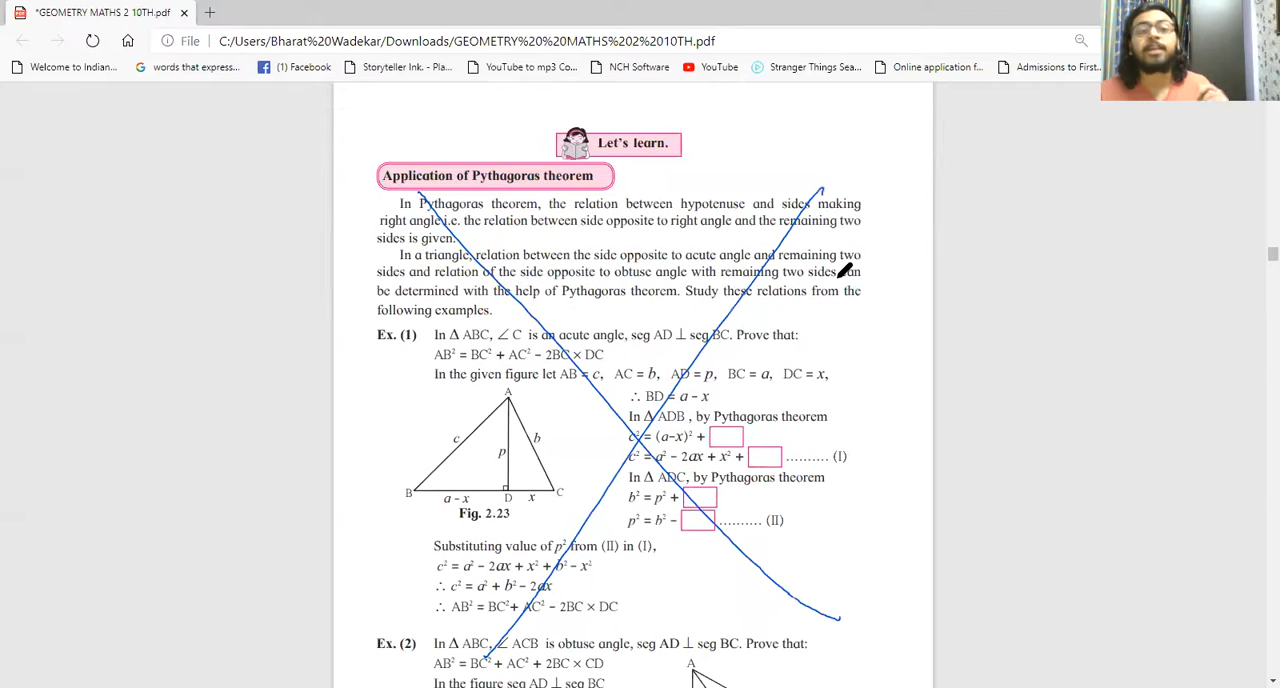 *GEOMETRY MATHS 2 10TH.pdf
File C:/Users/Bharat%20Wadekar/Downloads/GEOMETRY%20%20MATHS%202%2010TH.pdf
Welcome to Indian... words that express... (1) Facebook Storyteller Ink. - Pla... YouTube to mp3 Co... NCH Software YouTube Stranger Things Sea... Online application f... Admissions to First...
Let's learn.
Application of Pythagoras theorem
In Pythagoras theorem, the relation between hypotenuse and sides making
right angle i.e. the relation between side opposite to right angle and the remaining two
sides is given.
In a triangle, relation between the side opposite to acute angle and remaining two
sides and relation of the side opposite to obtuse angle with remaining two sides can
be determined with the help of Pythagoras theorem. Study these relations from the
following examples.
Ex. (1) In Δ ABC, ∠ C is an acute angle, seg AD ⊥ seg BC. Prove that:
AB² = BC² + AC² - 2BC × DC
In the given figure let AB = c, AC = b, AD = p, BC = a, DC = x,
∴ BD = a - x
In Δ ADB , by Pythagoras theorem
c² = (a-x)² +
c² = a² - 2ax + x² + .......... (I)
In Δ ADC, by Pythagoras theorem
b² = p² +
p² = b² - .......... (II)
A
c p b
B a - x D x C
Fig. 2.23
Substituting value of p² from (II) in (I),
c² = a² - 2ax + x² + b² - x²
∴ c² = a² + b² - 2ax
∴ AB² = BC² + AC² - 2BC × DC
Ex. (2) In Δ ABC, ∠ ACB is obtuse angle, seg AD ⊥ seg BC. Prove that:
AB² = BC² + AC² + 2BC × CD
In the figure seg AD ⊥ seg BC
A